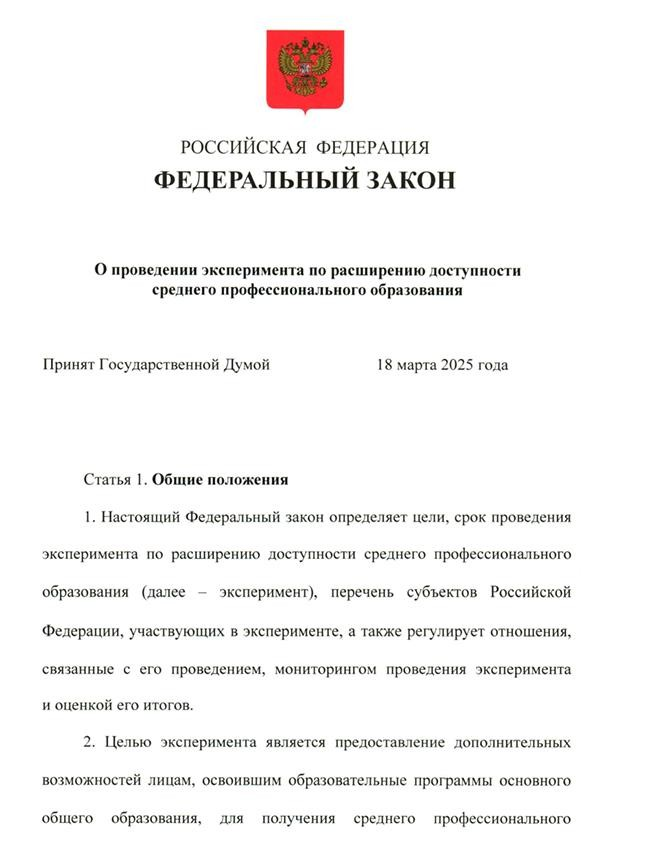 РОССИЙСКАЯ ФЕДЕРАЦИЯ
ФЕДЕРАЛЬНЫЙ ЗАКОН
О проведении эксперимента по расширению доступности
среднего профессионального образования
Принят Государственной Думой 18 марта 2025 года
Статья 1. Общие положения
1. Настоящий Федеральный закон определяет цели, срок проведения
эксперимента по расширению доступности среднего профессионального
образования (далее – эксперимент), перечень субъектов Российской
Федерации, участвующих в эксперименте, а также регулирует отношения,
связанные с его проведением, мониторингом проведения эксперимента
и оценкой его итогов.
2. Целью эксперимента является предоставление дополнительных
возможностей лицам, освоившим образовательные программы основного
общего образования, для получения среднего профессионального